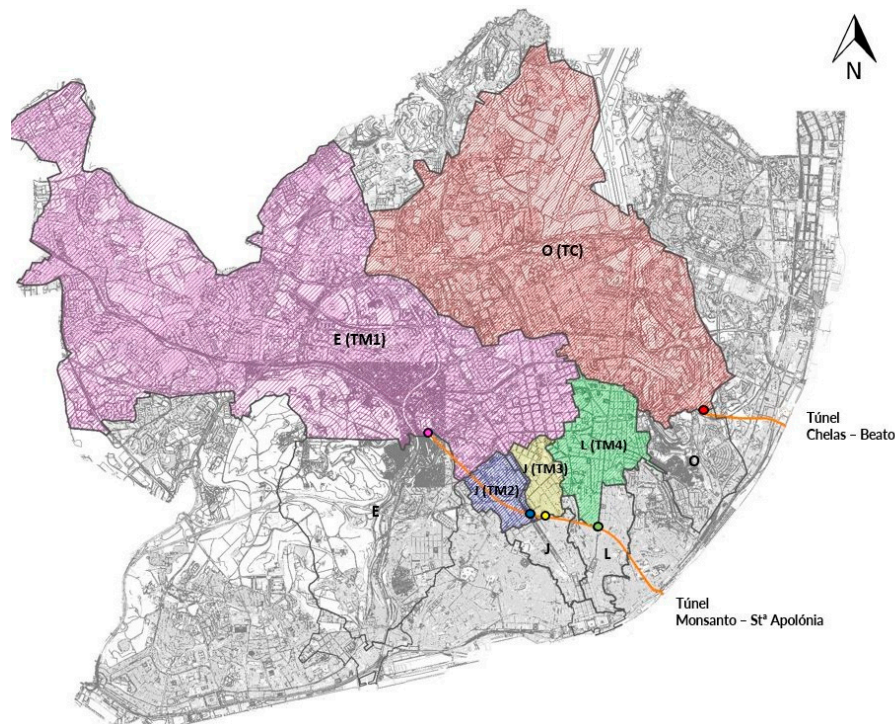 N
O (TC)
E (TM1)
Túnel
Chelas – Beato
L (TM4)
O
J (TM3)
J (TM2)
E
J
L
Túnel
Monsanto – Stª Apolónia